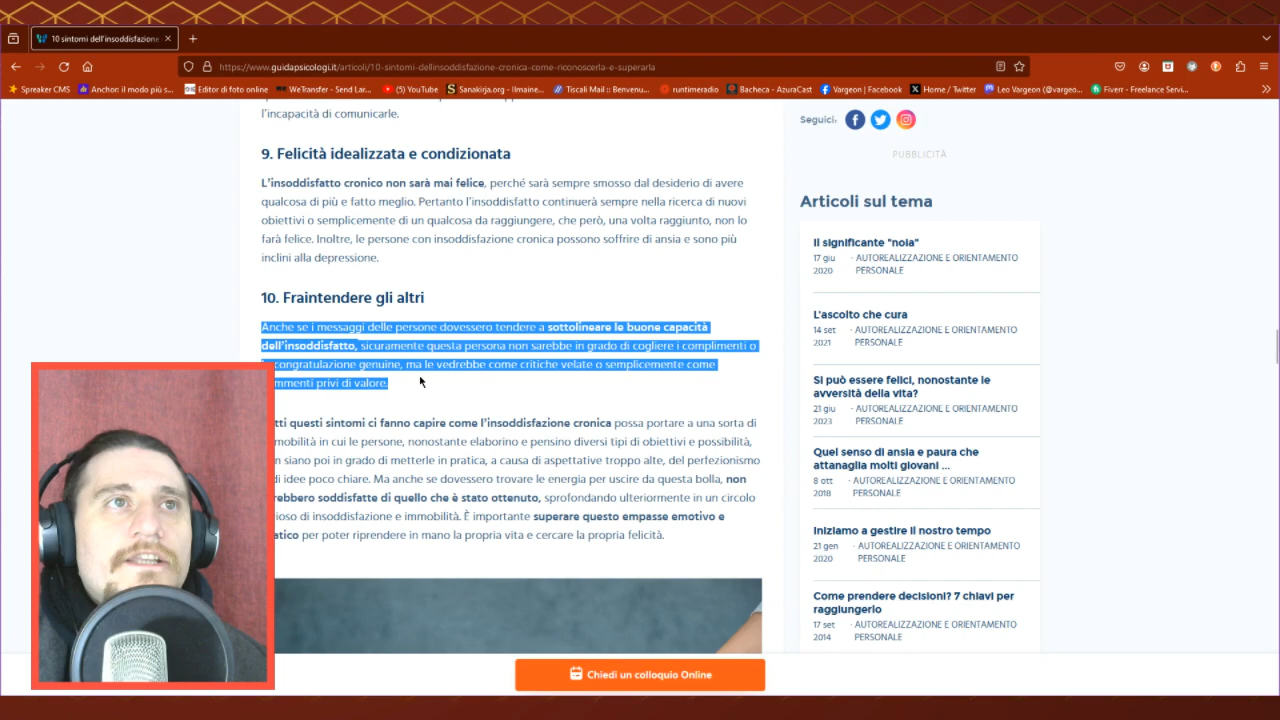 10 sintomi dell'insoddisfazione
https://www.guidapsicologi.it/articoli/10-sintomi-dellinsoddisfazione-cronica-come-riconoscerla-e-superarla
Spreaker CMS
Anchor: il modo più s...
Editor di foto online
WeTransfer - Send Lar...
(5) YouTube
Sanakirja.org - Ilmaine...
Tiscali Mail :: Benvenu...
runtimeradio
Bacheca - AzuraCast
Vargeon | Facebook
Home / Twitter
Leo Vargeon (@vargeo...
Fiverr - Freelance Servi...
l'incapacità di comunicarle.
9. Felicità idealizzata e condizionata
L'insoddisfatto cronico non sarà mai felice, perché sarà sempre smosso dal desiderio di avere
qualcosa di più e fatto meglio. Pertanto l'insoddisfatto continuerà sempre nella ricerca di nuovi
obiettivi o semplicemente di un qualcosa da raggiungere, che però, una volta raggiunto, non lo
farà felice. Inoltre, le persone con insoddisfazione cronica possono soffrire di ansia e sono più
inclini alla depressione.
10. Fraintendere gli altri
Anche se i messaggi delle persone dovessero tendere a sottolineare le buone capacità
dell'insoddisfatto, sicuramente questa persona non sarebbe in grado di cogliere i complimenti o
congratulazione genuine, ma le vedrebbe come critiche velate o semplicemente come
mmenti privi di valore.
tti questi sintomi ci fanno capire come l'insoddisfazione cronica possa portare a una sorta di
mobilità in cui le persone, nonostante elaborino e pensino diversi tipi di obiettivi e possibilità,
n siano poi in grado di metterle in pratica, a causa di aspettative troppo alte, del perfezionismo
di idee poco chiare. Ma anche se dovessero trovare le energia per uscire da questa bolla, non
rebbero soddisfatte di quello che è stato ottenuto, sprofondando ulteriormente in un circolo
ioso di insoddisfazione e immobilità. È importante superare questo empasse emotivo e
atico per poter riprendere in mano la propria vita e cercare la propria felicità.
Seguici:
PUBBLICITÀ
Articoli sul tema
Il significante "noia"
17 giu 2020 · AUTOREALIZZAZIONE E ORIENTAMENTO PERSONALE
L'ascolto che cura
14 set 2021 · AUTOREALIZZAZIONE E ORIENTAMENTO PERSONALE
Si può essere felici, nonostante le
avversità della vita?
21 giu 2023 · AUTOREALIZZAZIONE E ORIENTAMENTO PERSONALE
Quel senso di ansia e paura che
attanaglia molti giovani ...
8 ott 2018 · AUTOREALIZZAZIONE E ORIENTAMENTO PERSONALE
Iniziamo a gestire il nostro tempo
21 gen 2020 · AUTOREALIZZAZIONE E ORIENTAMENTO PERSONALE
Come prendere decisioni? 7 chiavi per
raggiungerlo
17 set 2014 · AUTOREALIZZAZIONE E ORIENTAMENTO PERSONALE
Chiedi un colloquio Online